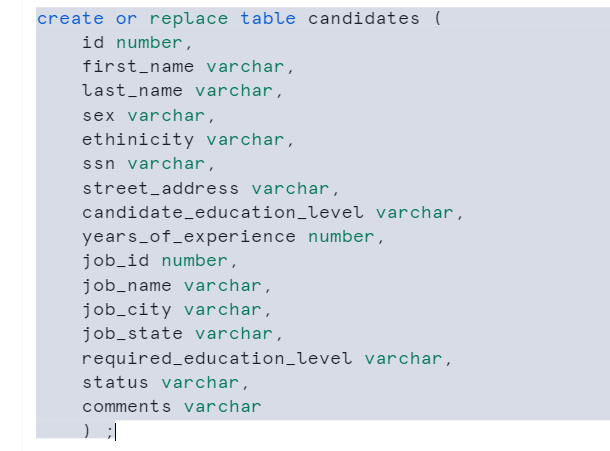 create or replace table candidates (
id number,
first_name varchar,
last_name varchar,
sex varchar,
ethinicity varchar,
ssn varchar,
street_address varchar,
candidate_education_level varchar,
years_of_experience number,
job_id number,
job_name varchar,
job_city varchar,
job_state varchar,
required_education_level varchar,
status varchar,
comments varchar
) ;